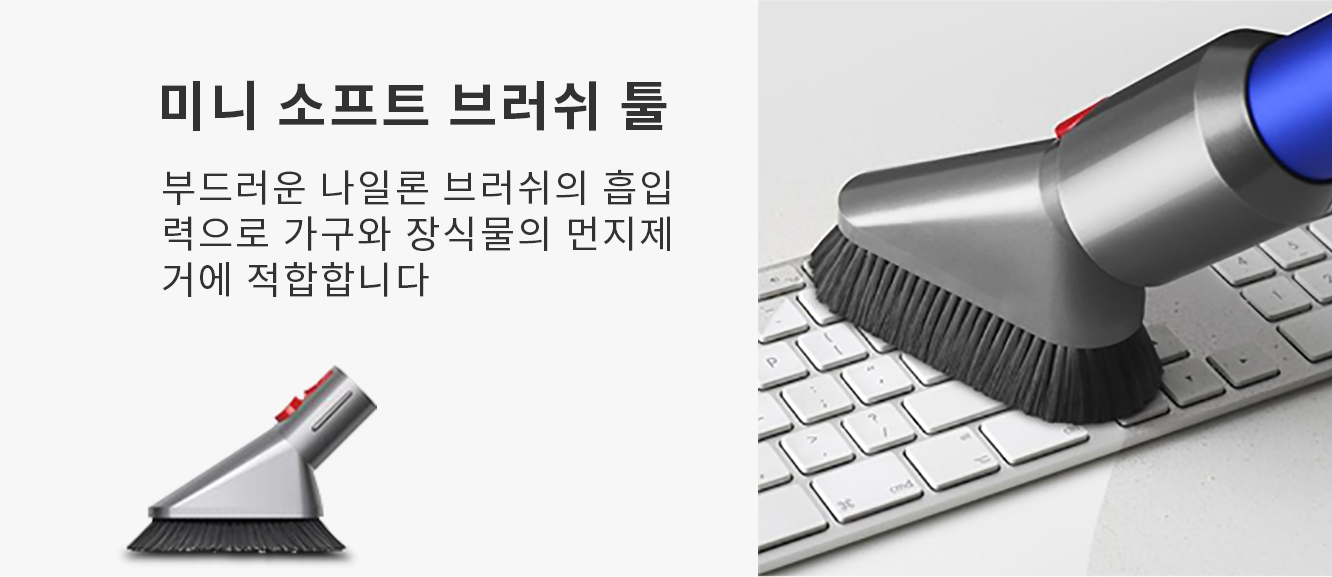 미니 소프트 브러쉬 툴
부드러운 나일론 브러쉬의 흡입
력으로 가구와 장식물의 먼지제
거에 적합합니다
P
cmd